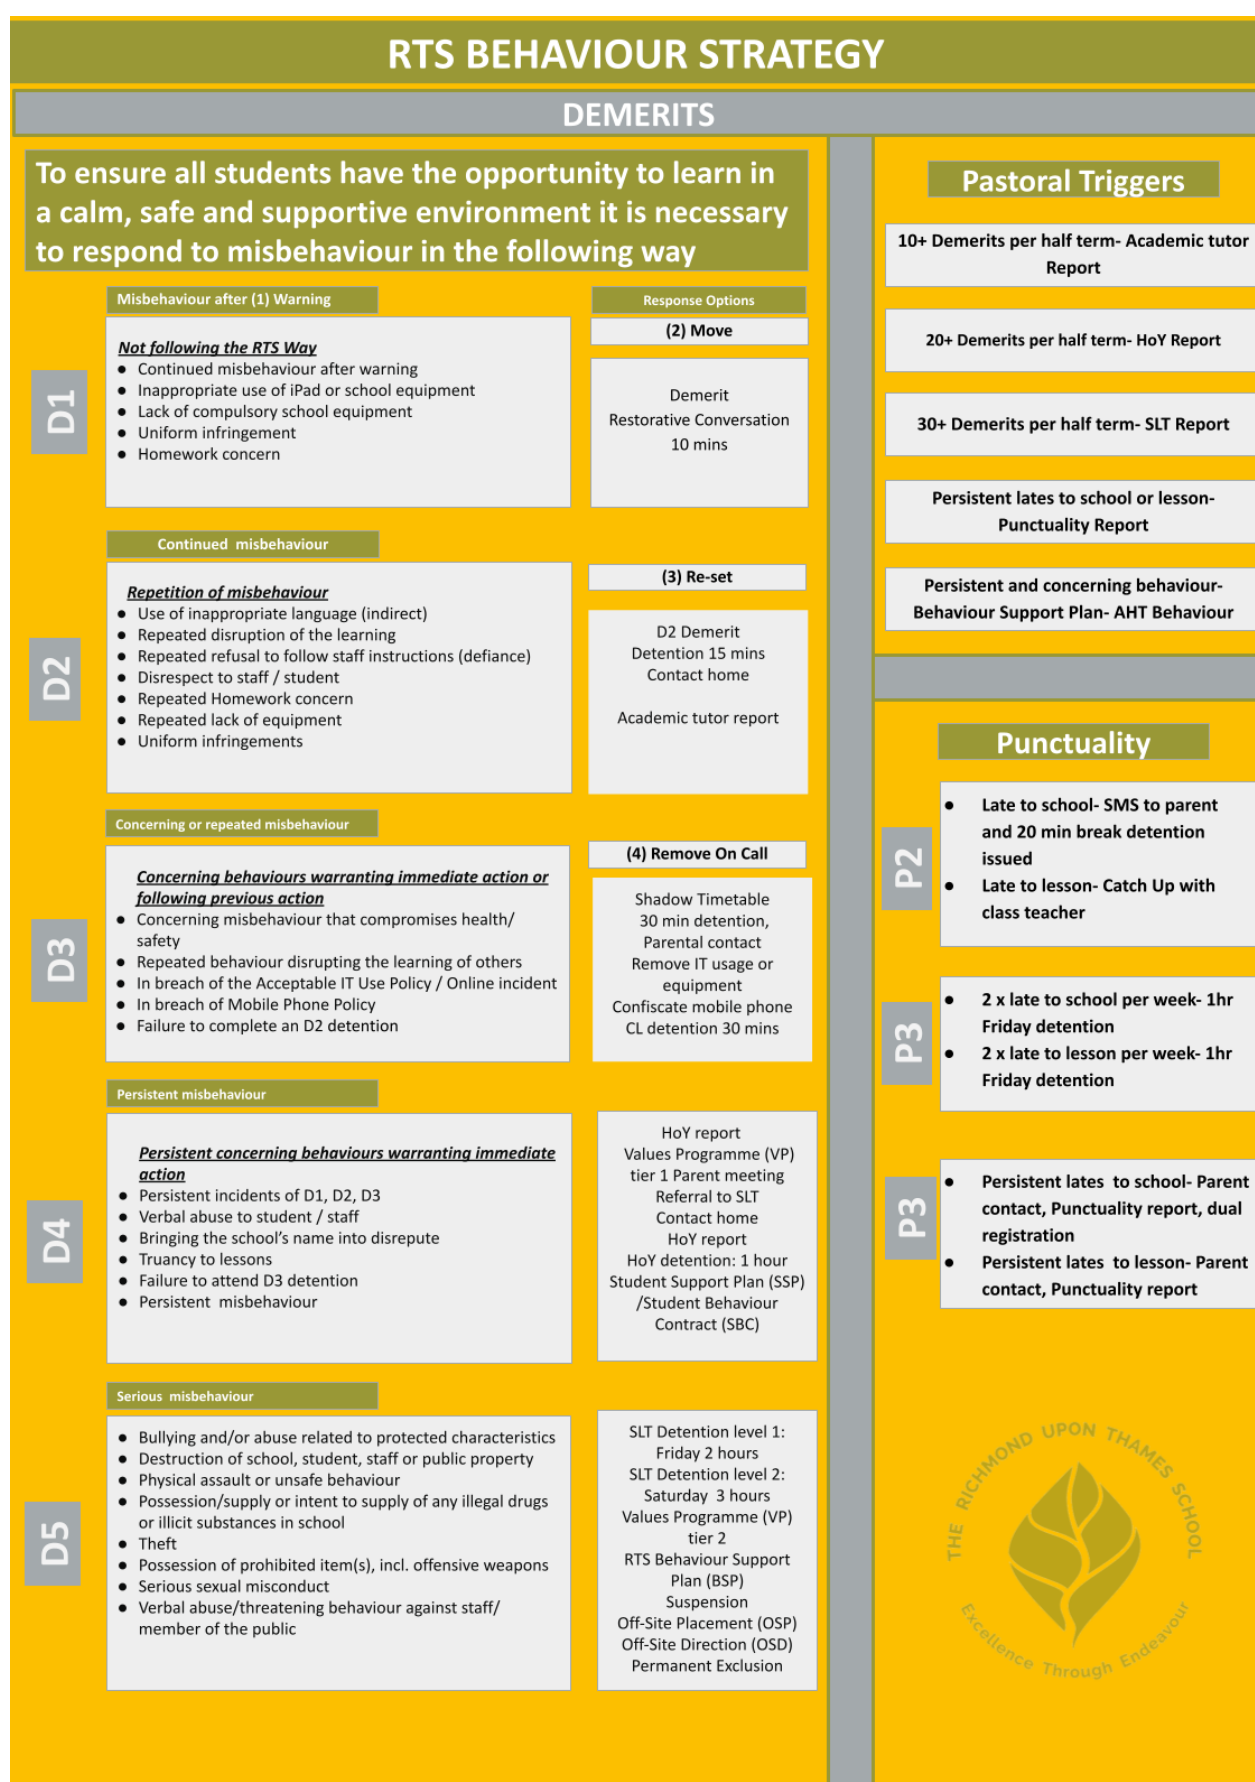 RTS BEHAVIOUR STRATEGY
DEMERITS
To ensure all students have the opportunity to learn in
a calm, safe and supportive environment it is necessary
to respond to misbehaviour in the following way
Misbehaviour after (1) Warning
Response Options
D1
Not following the RTS Way
● Continued misbehaviour after warning
● Inappropriate use of iPad or school equipment
● Lack of compulsory school equipment
● Uniform infringement
● Homework concern
(2) Move
Demerit
Restorative Conversation
10 mins
Continued  misbehaviour
D2
Repetition of misbehaviour
● Use of inappropriate language (indirect)
● Repeated disruption of the learning
● Repeated refusal to follow staff instructions (defiance)
● Disrespect to staff / student
● Repeated Homework concern
● Repeated lack of equipment
● Uniform infringements
(3) Re-set
D2 Demerit
Detention 15 mins
Contact home
Academic tutor report
Concerning or repeated misbehaviour
D3
Concerning behaviours warranting immediate action or
following previous action
● Concerning misbehaviour that compromises health/
safety
● Repeated behaviour disrupting the learning of others
● In breach of the Acceptable IT Use Policy / Online incident
● In breach of Mobile Phone Policy
● Failure to complete an D2 detention
(4) Remove On Call
Shadow Timetable
30 min detention,
Parental contact
Remove IT usage or
equipment
Confiscate mobile phone
CL detention 30 mins
Persistent misbehaviour
D4
Persistent concerning behaviours warranting immediate
action
● Persistent incidents of D1, D2, D3
● Verbal abuse to student / staff
● Bringing the school's name into disrepute
● Truancy to lessons
● Failure to attend D3 detention
● Persistent  misbehaviour
HoY report
Values Programme (VP)
tier 1 Parent meeting
Referral to SLT
Contact home
HoY report
HoY detention: 1 hour
Student Support Plan (SSP)
/Student Behaviour
Contract (SBC)
Serious  misbehaviour
D5
● Bullying and/or abuse related to protected characteristics
● Destruction of school, student, staff or public property
● Physical assault or unsafe behaviour
● Possession/supply or intent to supply of any illegal drugs
or illicit substances in school
● Theft
● Possession of prohibited item(s), incl. offensive weapons
● Serious sexual misconduct
● Verbal abuse/threatening behaviour against staff/
member of the public
SLT Detention level 1:
Friday 2 hours
SLT Detention level 2:
Saturday  3 hours
Values Programme (VP)
tier 2
RTS Behaviour Support
Plan (BSP)
Suspension
Off-Site Placement (OSP)
Off-Site Direction (OSD)
Permanent Exclusion
Pastoral Triggers
10+ Demerits per half term- Academic tutor
Report
20+ Demerits per half term- HoY Report
30+ Demerits per half term- SLT Report
Persistent lates to school or lesson-
Punctuality Report
Persistent and concerning behaviour-
Behaviour Support Plan- AHT Behaviour
Punctuality
P2
● Late to school- SMS to parent
and 20 min break detention
issued
● Late to lesson- Catch Up with
class teacher
P3
● 2 x late to school per week- 1hr
Friday detention
● 2 x late to lesson per week- 1hr
Friday detention
P3
● Persistent lates  to school- Parent
contact, Punctuality report, dual
registration
● Persistent lates  to lesson- Parent
contact, Punctuality report
THE RICHMOND UPON THAMES SCHOOL
Excellence Through Endeavour